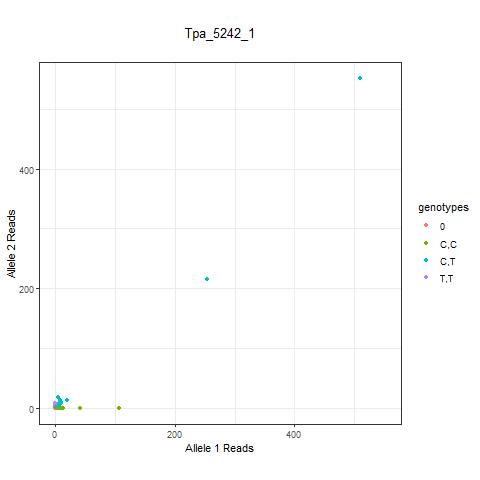 Tpa_5242_1
Allele 2 Reads
400
200
0
0
200
400
Allele 1 Reads
genotypes
0
C,C
C,T
T,T